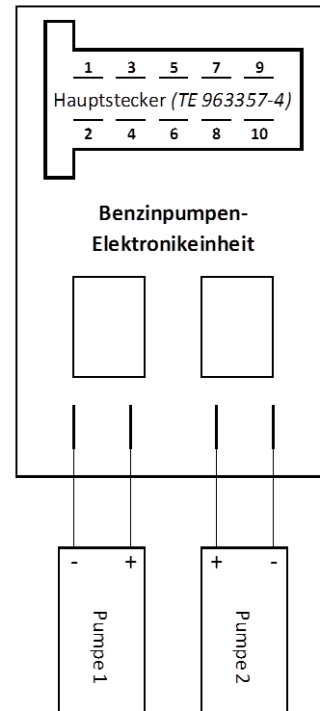 1 3 5 7 9
Hauptstecker (TE 963357-4)
2 4 6 8 10
Benzinpumpen-
Elektronikeinheit
- + + -
Pumpe 1
Pumpe 2